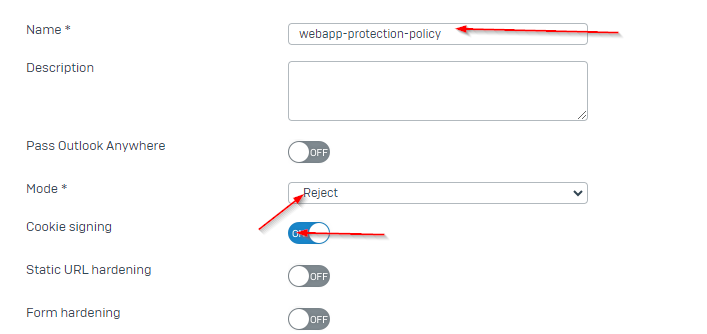 Name *
webapp-protection-policy
Description
Pass Outlook Anywhere
OFF
Mode *
Reject
Cookie signing
ON
Static URL hardening
OFF
Form hardening
OFF